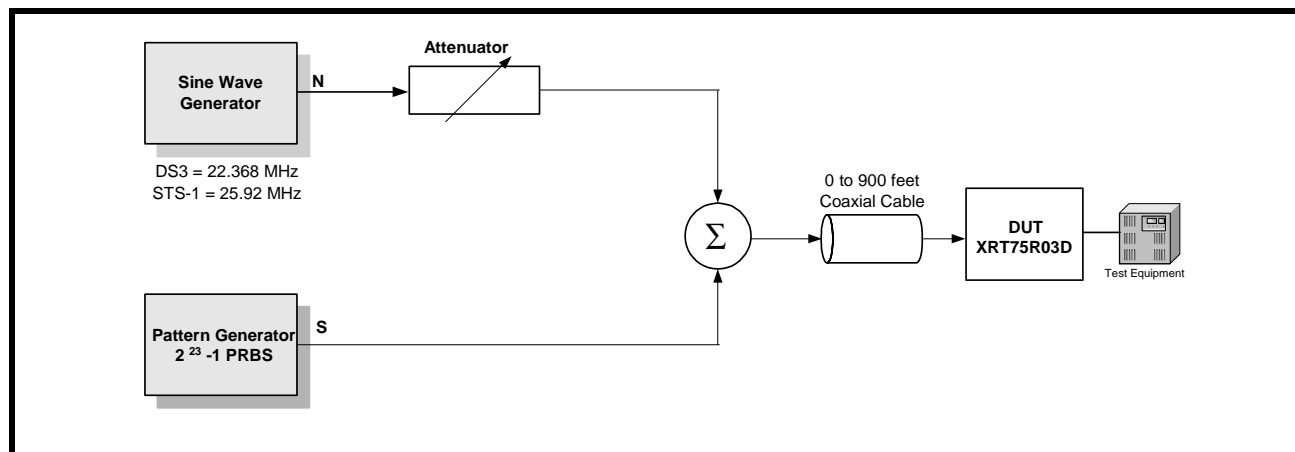 Attenuator
Sine Wave
Generator
N
DS3 = 22.368 MHz
STS-1 = 25.92 MHz
0 to 900 feet
Coaxial Cable
Σ
DUT
XRT75R03D
Test Equipment
Pattern Generator
2 23 -1 PRBS
S